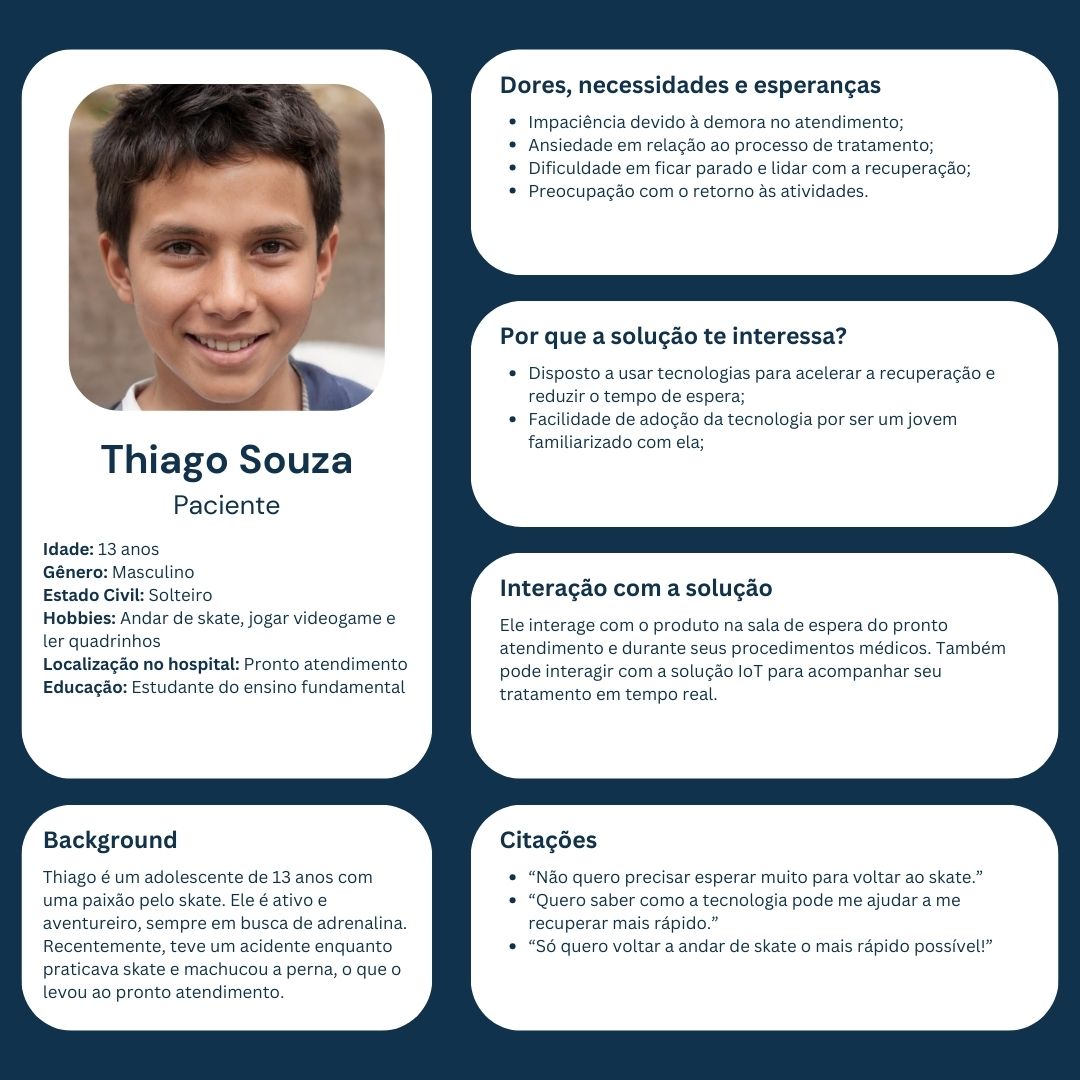 Thiago Souza
Paciente
Idade: 13 anos
Gênero: Masculino
Estado Civil: Solteiro
Hobbies: Andar de skate, jogar videogame e
ler quadrinhos
Localização no hospital: Pronto atendimento
Educação: Estudante do ensino fundamental
Background
Thiago é um adolescente de 13 anos com
uma paixão pelo skate. Ele é ativo e
aventureiro, sempre em busca de adrenalina.
Recentemente, teve um acidente enquanto
praticava skate e machucou a perna, o que o
levou ao pronto atendimento.
Dores, necessidades e esperanças
• Impaciência devido à demora no atendimento;
• Ansiedade em relação ao processo de tratamento;
• Dificuldade em ficar parado e lidar com a recuperação;
• Preocupação com o retorno às atividades.
Por que a solução te interessa?
• Disposto a usar tecnologias para acelerar a recuperação e
reduzir o tempo de espera;
• Facilidade de adoção da tecnologia por ser um jovem
familiarizado com ela;
Interação com a solução
Ele interage com o produto na sala de espera do pronto
atendimento e durante seus procedimentos médicos. Também
pode interagir com a solução IoT para acompanhar seu
tratamento em tempo real.
Citações
• “Não quero precisar esperar muito para voltar ao skate.”
• “Quero saber como a tecnologia pode me ajudar a me
recuperar mais rápido.”
• “Só quero voltar a andar de skate o mais rápido possível!”